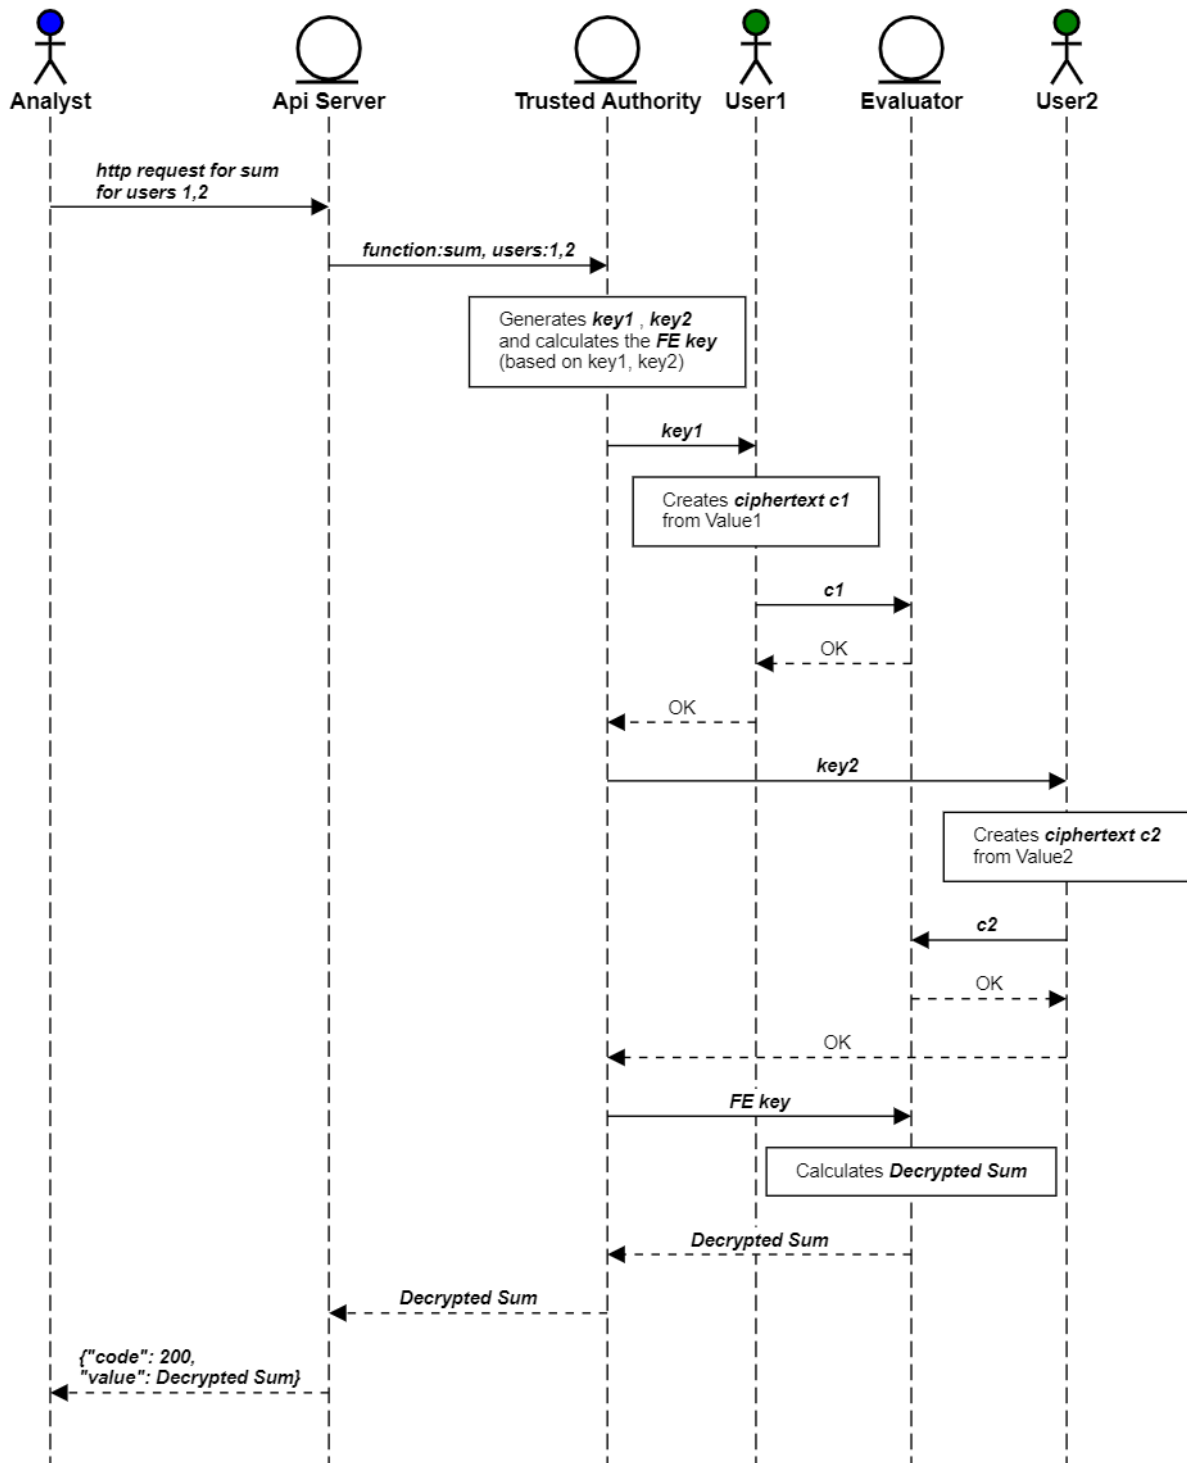 Analyst
Api Server
Trusted Authority
User1
Evaluator
User2
http request for sum
for users 1,2
function:sum, users:1,2
Generates key1 , key2
and calculates the FE key
(based on key1, key2)
key1
Creates ciphertext c1
from Value1
c1
OK
OK
key2
Creates ciphertext c2
from Value2
c2
OK
OK
FE key
Calculates Decrypted Sum
Decrypted Sum
Decrypted Sum
{"code": 200,
"value": Decrypted Sum}